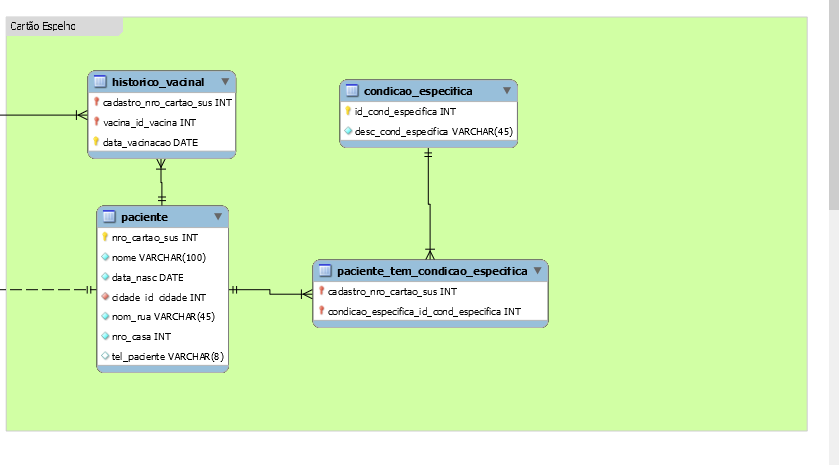 Cartão Espelho
historico_vacinal
cadastro_nro_cartao_sus INT
vacina_id_vacina INT
data_vacinacao DATE
condicao_especifica
id_cond_especifica INT
desc_cond_especifica VARCHAR(45)
paciente
nro_cartao_sus INT
nome VARCHAR(100)
data_nasc DATE
cidade_id_cidade INT
nom_rua VARCHAR(45)
nro_casa INT
tel_paciente VARCHAR(8)
paciente_tem_condicao_especifica
cadastro_nro_cartao_sus INT
condicao_especifica_id_cond_especifica INT